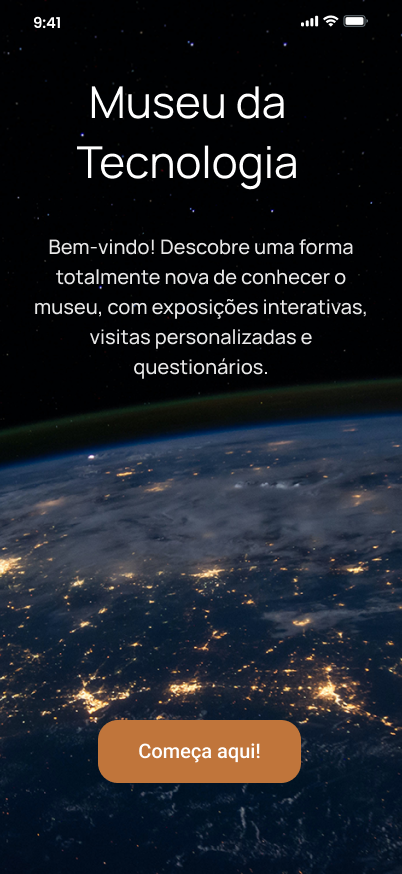 9:41
Museu da
Tecnologia
Bem-vindo! Descobre uma forma
totalmente nova de conhecer o
museu, com exposições interativas,
visitas personalizadas e
questionários.
Começa aqui!